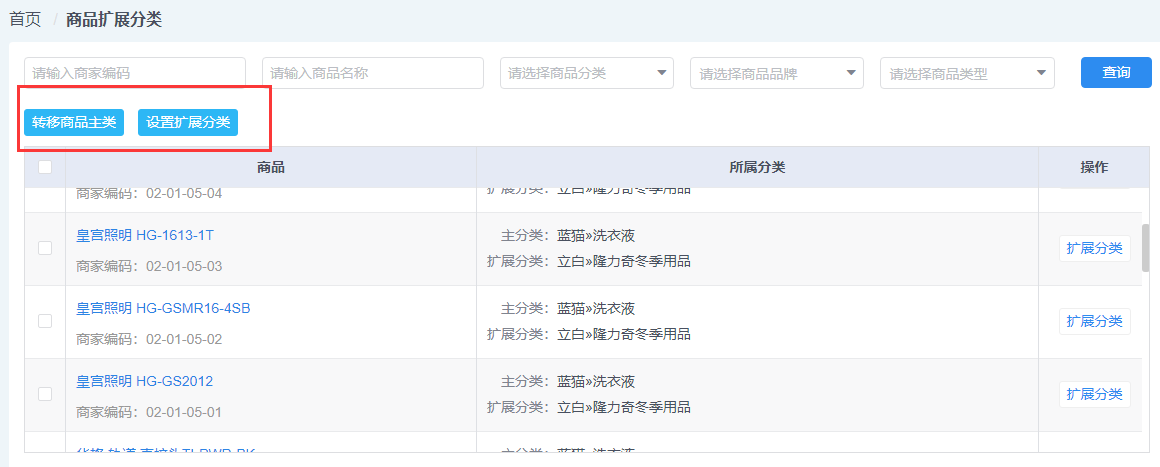 首页 / 商品扩展分类
请输入商家编码 请输入商品名称 请选择商品分类 请选择商品品牌 请选择商品类型 查询
转移商品主类 设置扩展分类
商品 所属分类 操作
商家编码：02-01-05-04 扩展分类：立白»隆力奇冬季用品
皇宫照明 HG-1613-1T 主分类：蓝猫»洗衣液
商家编码：02-01-05-03 扩展分类：立白»隆力奇冬季用品 扩展分类
皇宫照明 HG-GSMR16-4SB 主分类：蓝猫»洗衣液
商家编码：02-01-05-02 扩展分类：立白»隆力奇冬季用品 扩展分类
皇宫照明 HG-GS2012 主分类：蓝猫»洗衣液
商家编码：02-01-05-01 扩展分类：立白»隆力奇冬季用品 扩展分类
主分类：蓝猫»洗衣液